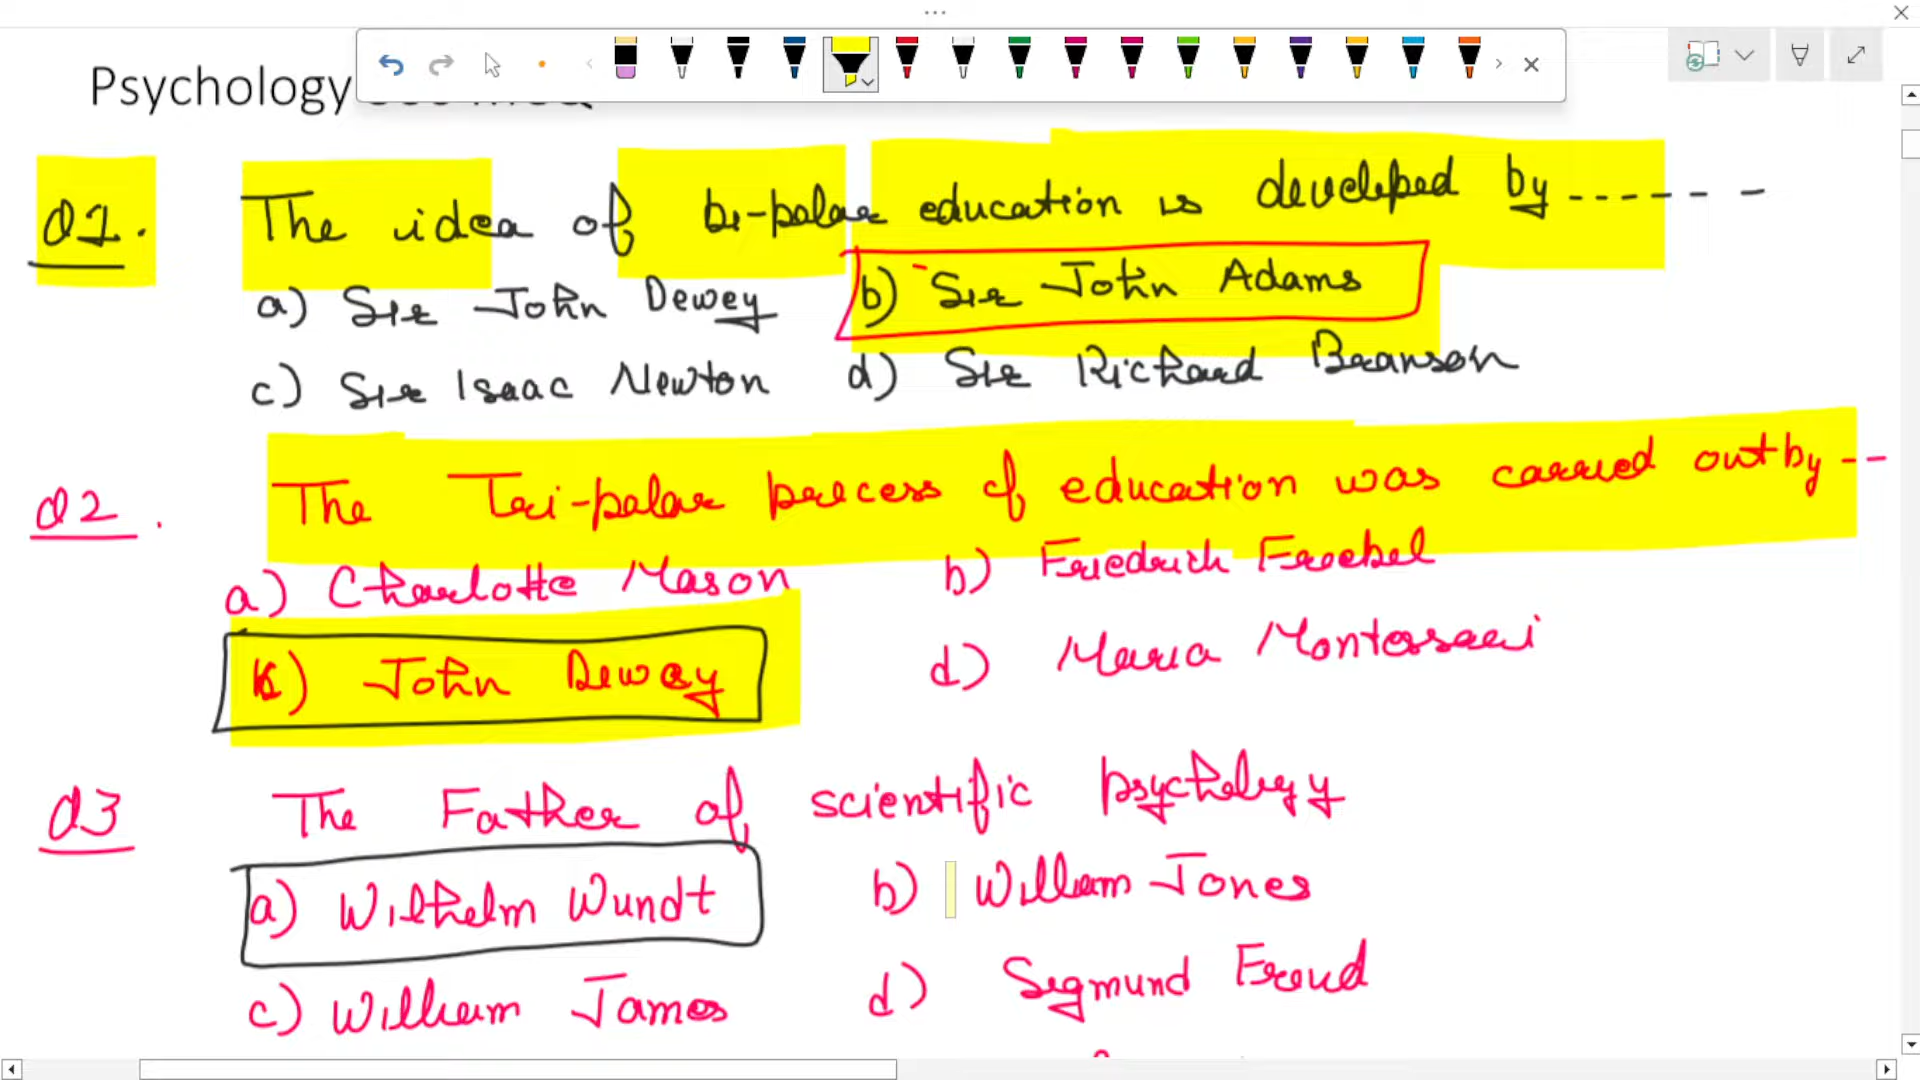 Psychology
Q1. The idea of bi-polar education is developed by -------
a) Sir John Dewey b) Sir John Adams
c) Sir Isaac Newton d) Sir Richard Branson
Q2. The Tri-polar process of education was carried out by --
a) Charlotte Mason b) Friedrich Froebel
c) John Dewey d) Maria Montessori
Q3 The Father of scientific psychology
a) Wilhelm Wundt b) William Jones
c) William James d) Sigmund Freud